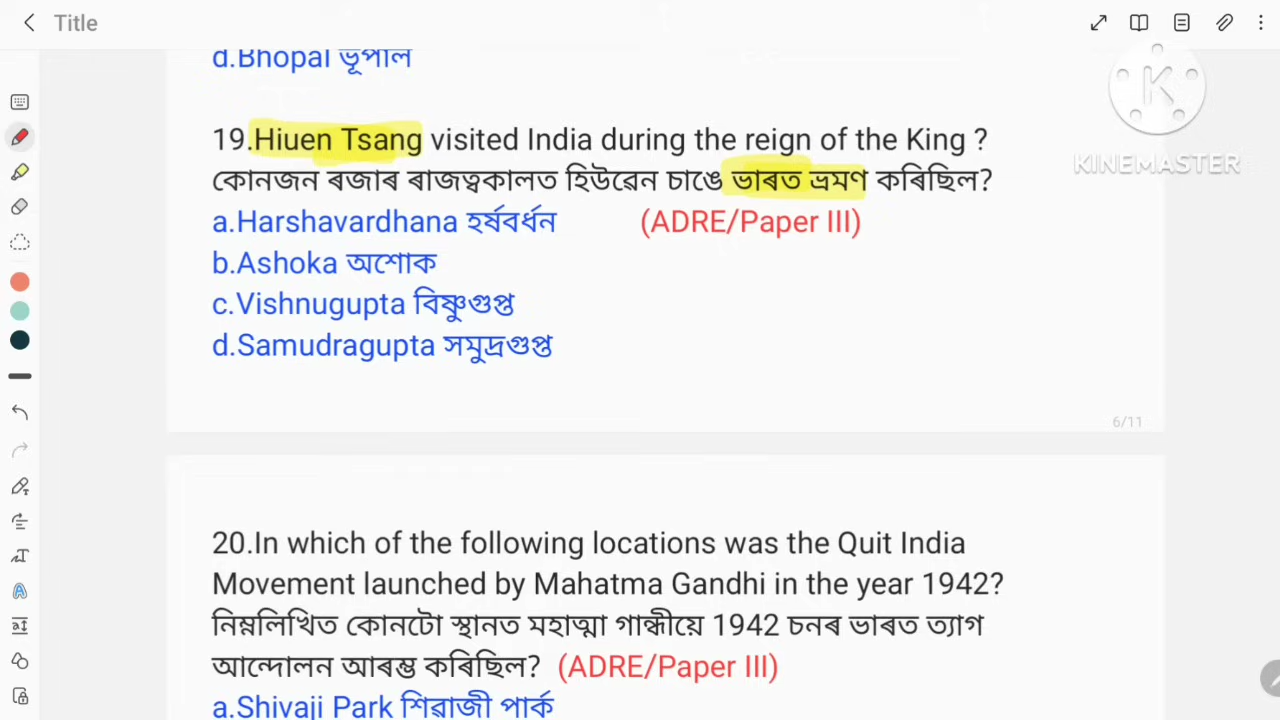 Title
d.Bhopal ভূপাল
KINEMASTER
19.Hiuen Tsang visited India during the reign of the King ?
কোনজন ৰজাৰ ৰাজত্বকালত হিউৱেন চাঙে ভাৰত ভ্ৰমণ কৰিছিল?
a.Harshavardhana হৰ্ষবৰ্ধন (ADRE/Paper III)
b.Ashoka অশোক
c.Vishnugupta বিষ্ণুগুপ্ত
d.Samudragupta সমুদ্ৰগুপ্ত
6/11
20.In which of the following locations was the Quit India
Movement launched by Mahatma Gandhi in the year 1942?
নিম্নলিখিত কোনটো স্থানত মহাত্মা গান্ধীয়ে 1942 চনৰ ভাৰত ত্যাগ
আন্দোলন আৰম্ভ কৰিছিল? (ADRE/Paper III)
a.Shivaji Park শিৱাজী পাৰ্ক